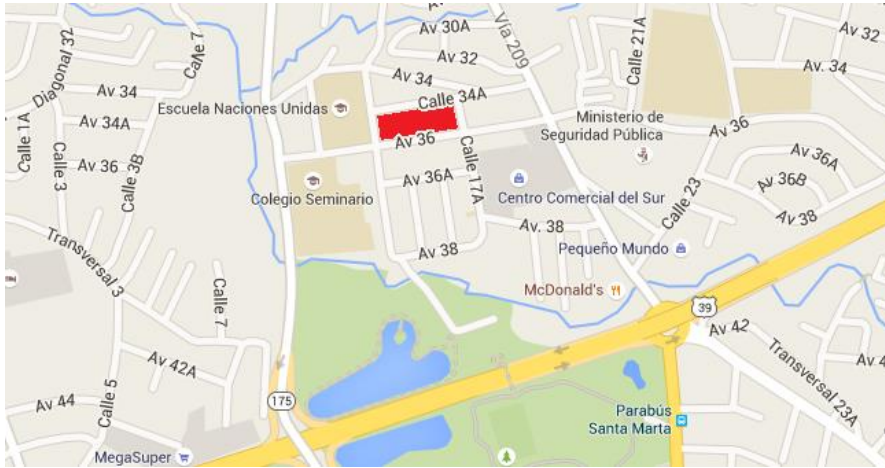 Av 30A
Calle 7
Diagonal 32
Av 32
Vía 209
Calle 21A
Av 32
Av 34
Av 34
Av. 34
Calle 34A
Escuela Naciones Unidas
Calle 1A
Av 34A
Ministerio de
Seguridad Pública
Av 36
Av 36
Av 36
Calle 3
Calle 3B
Av 36A
Calle 17A
Av 36A
Av 36B
Colegio Seminario
Centro Comercial del Sur
Calle 23
Av 38
Av. 38
Av 38
Transversal 3
Pequeño Mundo
Calle 7
McDonald's
39
Av 42
Av 42A
Transversal 23A
Av 44
Calle 5
175
Parabús
Santa Marta
MegaSuper